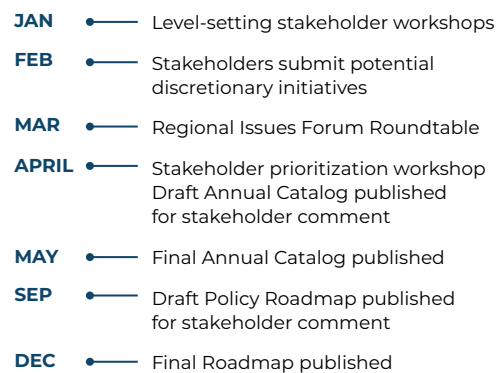 JAN Level-setting stakeholder workshops
FEB Stakeholders submit potential
discretionary initiatives
MAR Regional Issues Forum Roundtable
APRIL Stakeholder prioritization workshop
Draft Annual Catalog published
for stakeholder comment
MAY Final Annual Catalog published
SEP Draft Policy Roadmap published
for stakeholder comment
DEC Final Roadmap published